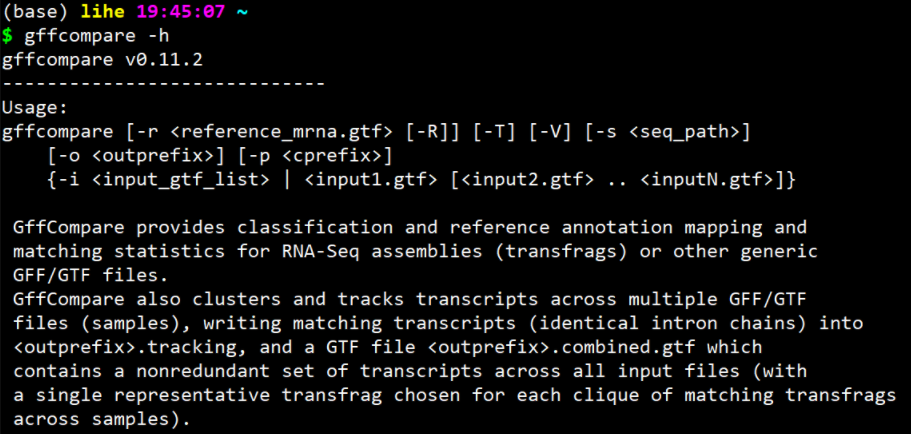 (base) lihe 19:45:07 ~
$ gffcompare -h
gffcompare v0.11.2
-----------------------------
Usage:
gffcompare [-r <reference_mrna.gtf> [-R]] [-T] [-V] [-s <seq_path>]
[-o <outprefix>] [-p <cprefix>]
{-i <input_gtf_list> | <input1.gtf> [<input2.gtf> .. <inputN.gtf>]}
GffCompare provides classification and reference annotation mapping and
matching statistics for RNA-Seq assemblies (transfrags) or other generic
GFF/GTF files.
GffCompare also clusters and tracks transcripts across multiple GFF/GTF
files (samples), writing matching transcripts (identical intron chains) into
<outprefix>.tracking, and a GTF file <outprefix>.combined.gtf which
contains a nonredundant set of transcripts across all input files (with
a single representative transfrag chosen for each clique of matching transfrags
across samples).